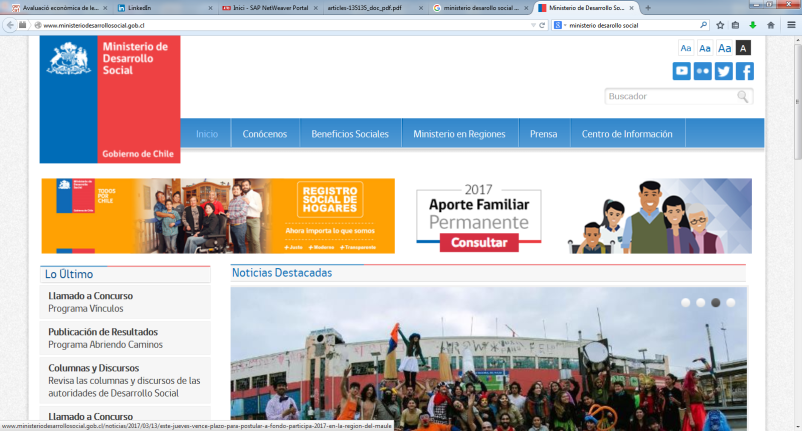 Avaluació económica de le...
LinkedIn
Inici - SAP NetWeaver Portal
articles-135135_doc_pdf.pdf
ministerio desarollo social ...
Ministerio de Desarrollo So...
www.ministeriodesarrollosocial.gob.cl
ministerio desarrollo social
Ministerio de
Desarrollo
Social
Gobierno de Chile
Aa Aa Aa A
Buscador
Inicio Conócenos Beneficios Sociales Ministerio en Regiones Prensa Centro de Información
TODOS
POR
CHILE
REGISTRO
SOCIAL DE
HOGARES
Ahora importa lo que somos
+Justo +Moderno +Transparente
2017
Aporte Familiar
Permanente
Consultar
Lo Último
Llamado a Concurso
Programa Vínculos
Publicación de Resultados
Programa Abriendo Caminos
Columnas y Discursos
Revisa las columnas y discursos de las
autoridades de Desarrollo Social
Llamado a Concurso
Noticias Destacadas
www.ministeriodesarrollosocial.gob.cl/noticias/2017/03/13/este-jueves-vence-plazo-para-postular-a-fondo-participa-2017-en-la-region-del-maule